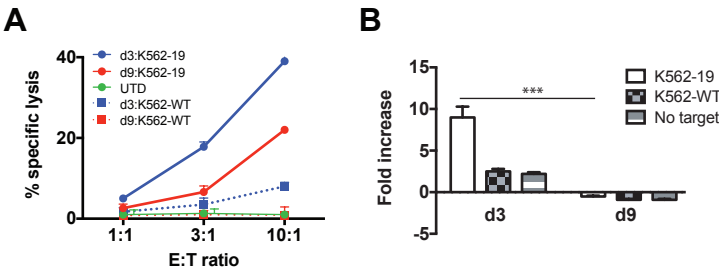 A
% specific lysis
40
20
0
1:1
3:1
10:1
E:T ratio
d3:K562-19
d9:K562-19
UTD
d3:K562-WT
d9:K562-WT
B
Fold increase
15
10
5
0
-5
***
d3
d9
K562-19
K562-WT
No target